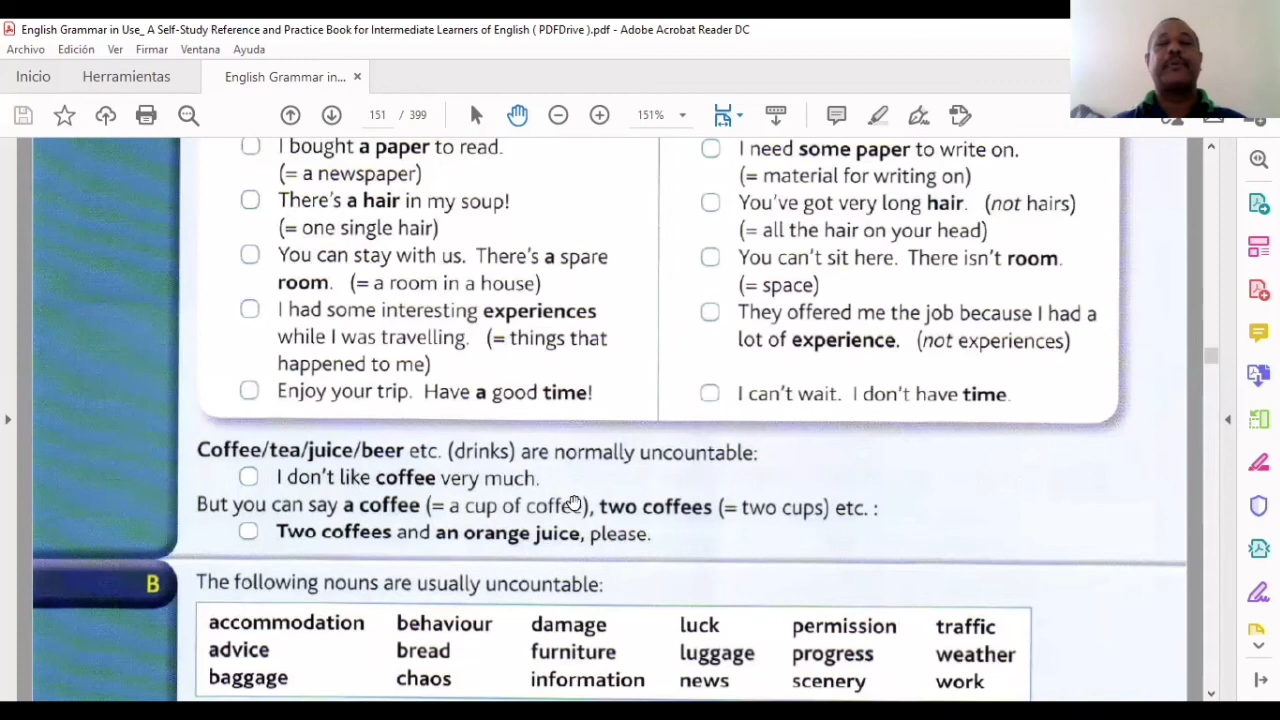 English Grammar in Use_ A Self-Study Reference and Practice Book for Intermediate Learners of English ( PDFDrive ).pdf - Adobe Acrobat Reader DC
Archivo Edición Ver Firmar Ventana Ayuda
Inicio Herramientas English Grammar in... ×
151 / 399 151%
I bought a paper to read.
(= a newspaper)
There's a hair in my soup!
(= one single hair)
You can stay with us. There's a spare
room. (= a room in a house)
I had some interesting experiences
while I was travelling. (= things that
happened to me)
Enjoy your trip. Have a good time!
I need some paper to write on.
(= material for writing on)
You've got very long hair. (not hairs)
(= all the hair on your head)
You can't sit here. There isn't room.
(= space)
They offered me the job because I had a
lot of experience. (not experiences)
I can't wait. I don't have time.
Coffee/tea/juice/beer etc. (drinks) are normally uncountable:
I don't like coffee very much.
But you can say a coffee (= a cup of coffee), two coffees (= two cups) etc. :
Two coffees and an orange juice, please.
B The following nouns are usually uncountable:
accommodation behaviour damage luck permission traffic
advice bread furniture luggage progress weather
baggage chaos information news scenery work